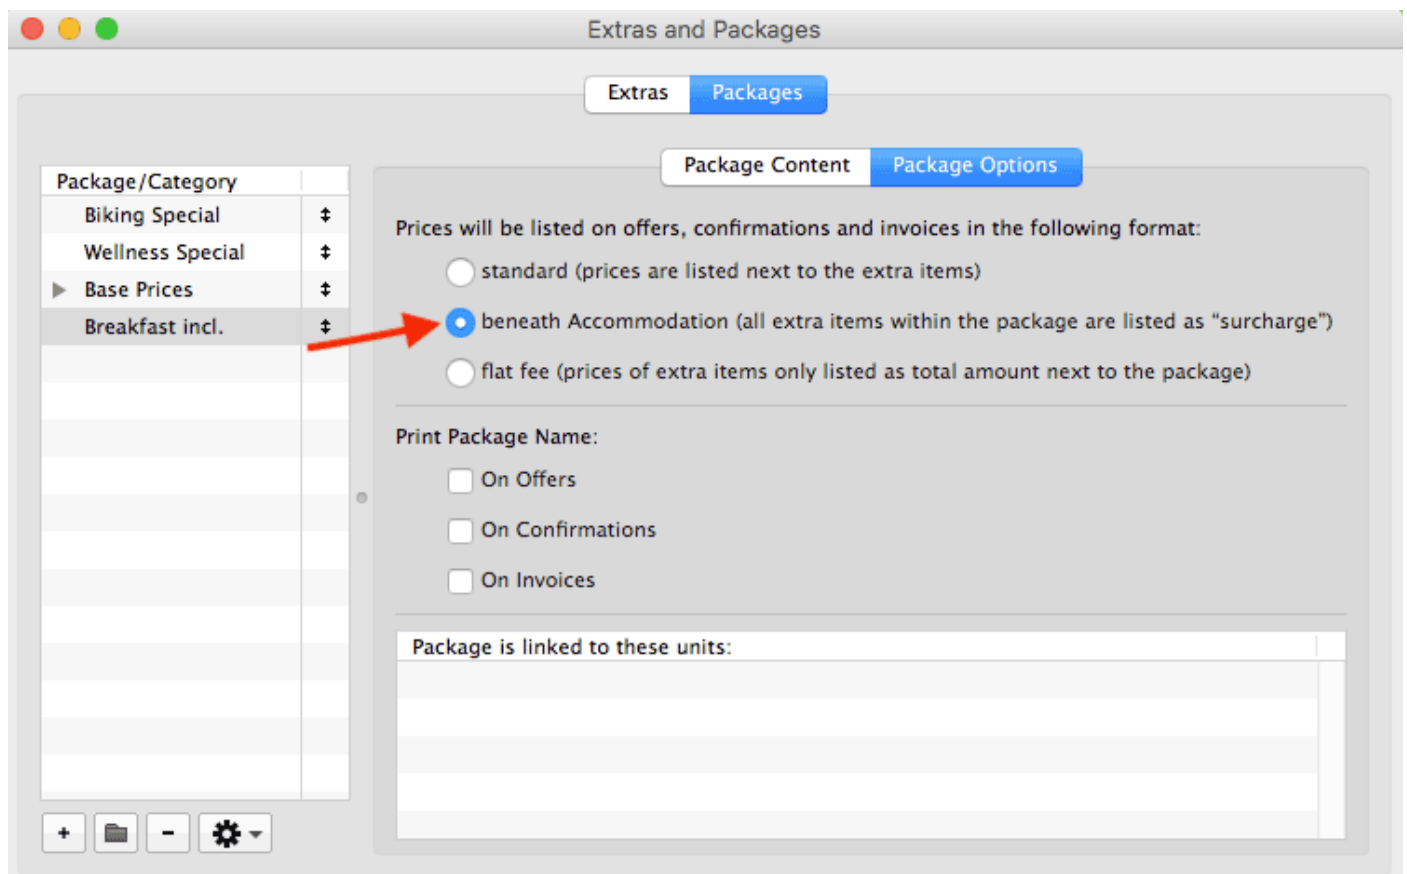 Extras and Packages
Extras Packages
Package Content Package Options
Package/Category
Biking Special
Wellness Special
Base Prices
Breakfast incl.
Prices will be listed on offers, confirmations and invoices in the following format:
standard (prices are listed next to the extra items)
beneath Accommodation (all extra items within the package are listed as “surcharge”)
flat fee (prices of extra items only listed as total amount next to the package)
Print Package Name:
On Offers
On Confirmations
On Invoices
Package is linked to these units: